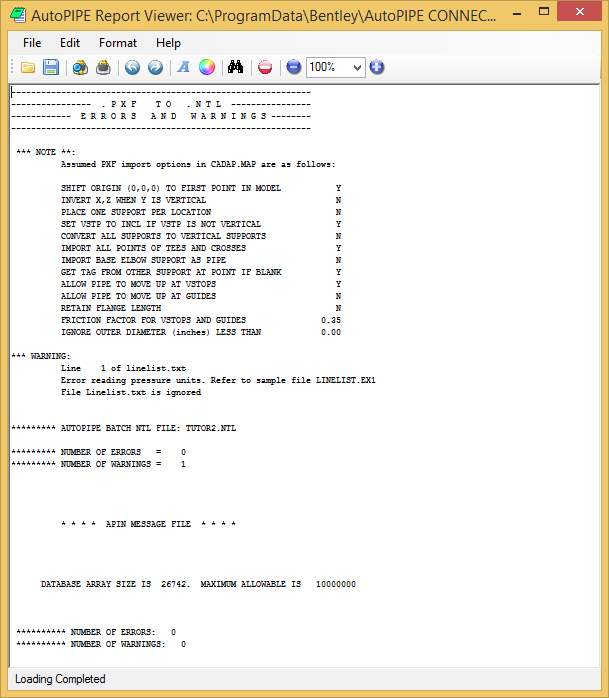 AutoPIPE Report Viewer: C:\ProgramData\Bentley\AutoPIPE CONNEC...
File Edit Format Help
A 100%
------------------------------------------------------------
---------------- . P X F   T O   . N T L ----------------
------------ E R R O R S   A N D   W A R N I N G S --------
------------------------------------------------------------
*** NOTE **:
Assumed PXF import options in CADAP.MAP are as follows:
SHIFT ORIGIN (0,0,0) TO FIRST POINT IN MODEL Y
INVERT X,Z WHEN Y IS VERTICAL N
PLACE ONE SUPPORT PER LOCATION N
SET VSTP TO INCL IF VSTP IS NOT VERTICAL Y
CONVERT ALL SUPPORTS TO VERTICAL SUPPORTS N
IMPORT ALL POINTS OF TEES AND CROSSES Y
IMPORT BASE ELBOW SUPPORT AS PIPE N
GET TAG FROM OTHER SUPPORT AT POINT IF BLANK Y
ALLOW PIPE TO MOVE UP AT VSTOPS Y
ALLOW PIPE TO MOVE UP AT GUIDES N
RETAIN FLANGE LENGTH N
FRICTION FACTOR FOR VSTOPS AND GUIDES 0.35
IGNORE OUTER DIAMETER (inches) LESS THAN 0.00
*** WARNING:
Line 1 of linelist.txt
Error reading pressure units. Refer to sample file LINELIST.EX1
File Linelist.txt is ignored
********* AUTOPIPE BATCH NTL FILE: TUTOR2.NTL
********* NUMBER OF ERRORS = 0
********* NUMBER OF WARNINGS = 1
* * * * APIN MESSAGE FILE * * * *
DATABASE ARRAY SIZE IS 26742. MAXIMUM ALLOWABLE IS 10000000
********** NUMBER OF ERRORS: 0
********** NUMBER OF WARNINGS: 0
Loading Completed